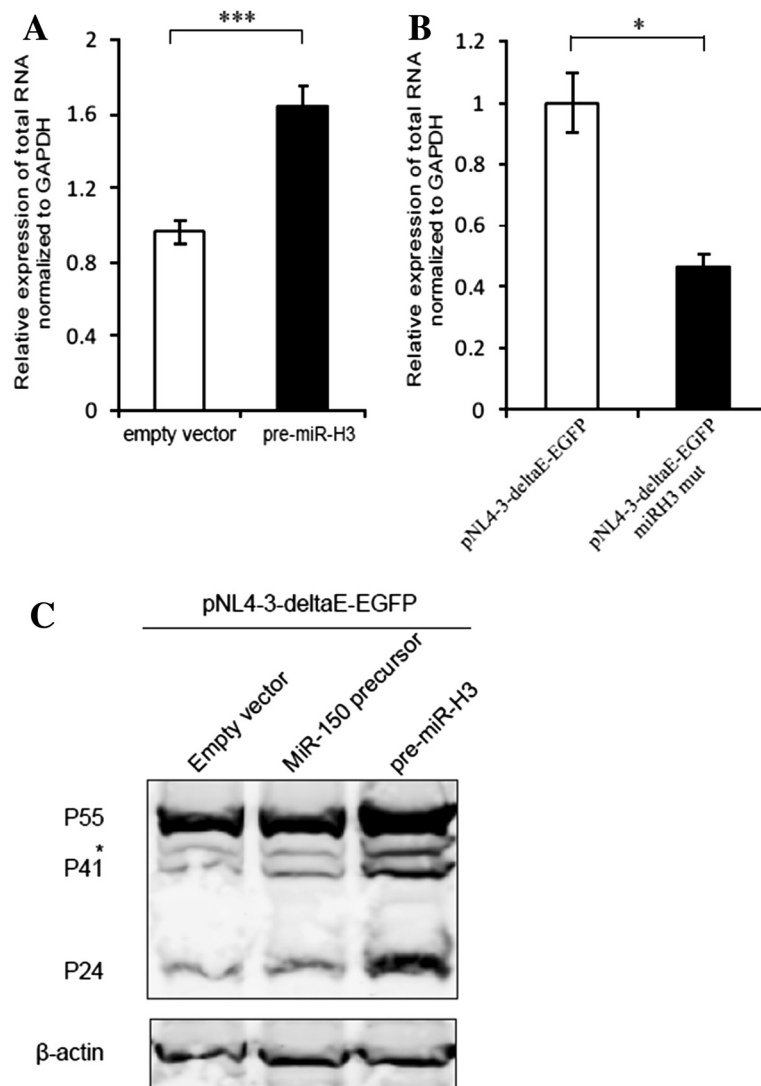 A
Relative expression of total RNA
normalized to GAPDH
2
1.6
1.2
0.8
0.4
0
***
empty vector
pre-miR-H3
B
Relative expression of total RNA
normalized to GAPDH
1.2
1
0.8
0.6
0.4
0.2
0
*
pNL4-3-deltaE-EGFP
pNL4-3-deltaE-EGFP
miRH3 mut
C
pNL4-3-deltaE-EGFP
Empty vector
MiR-150 precursor
pre-miR-H3
P55
*
P41
P24
β-actin